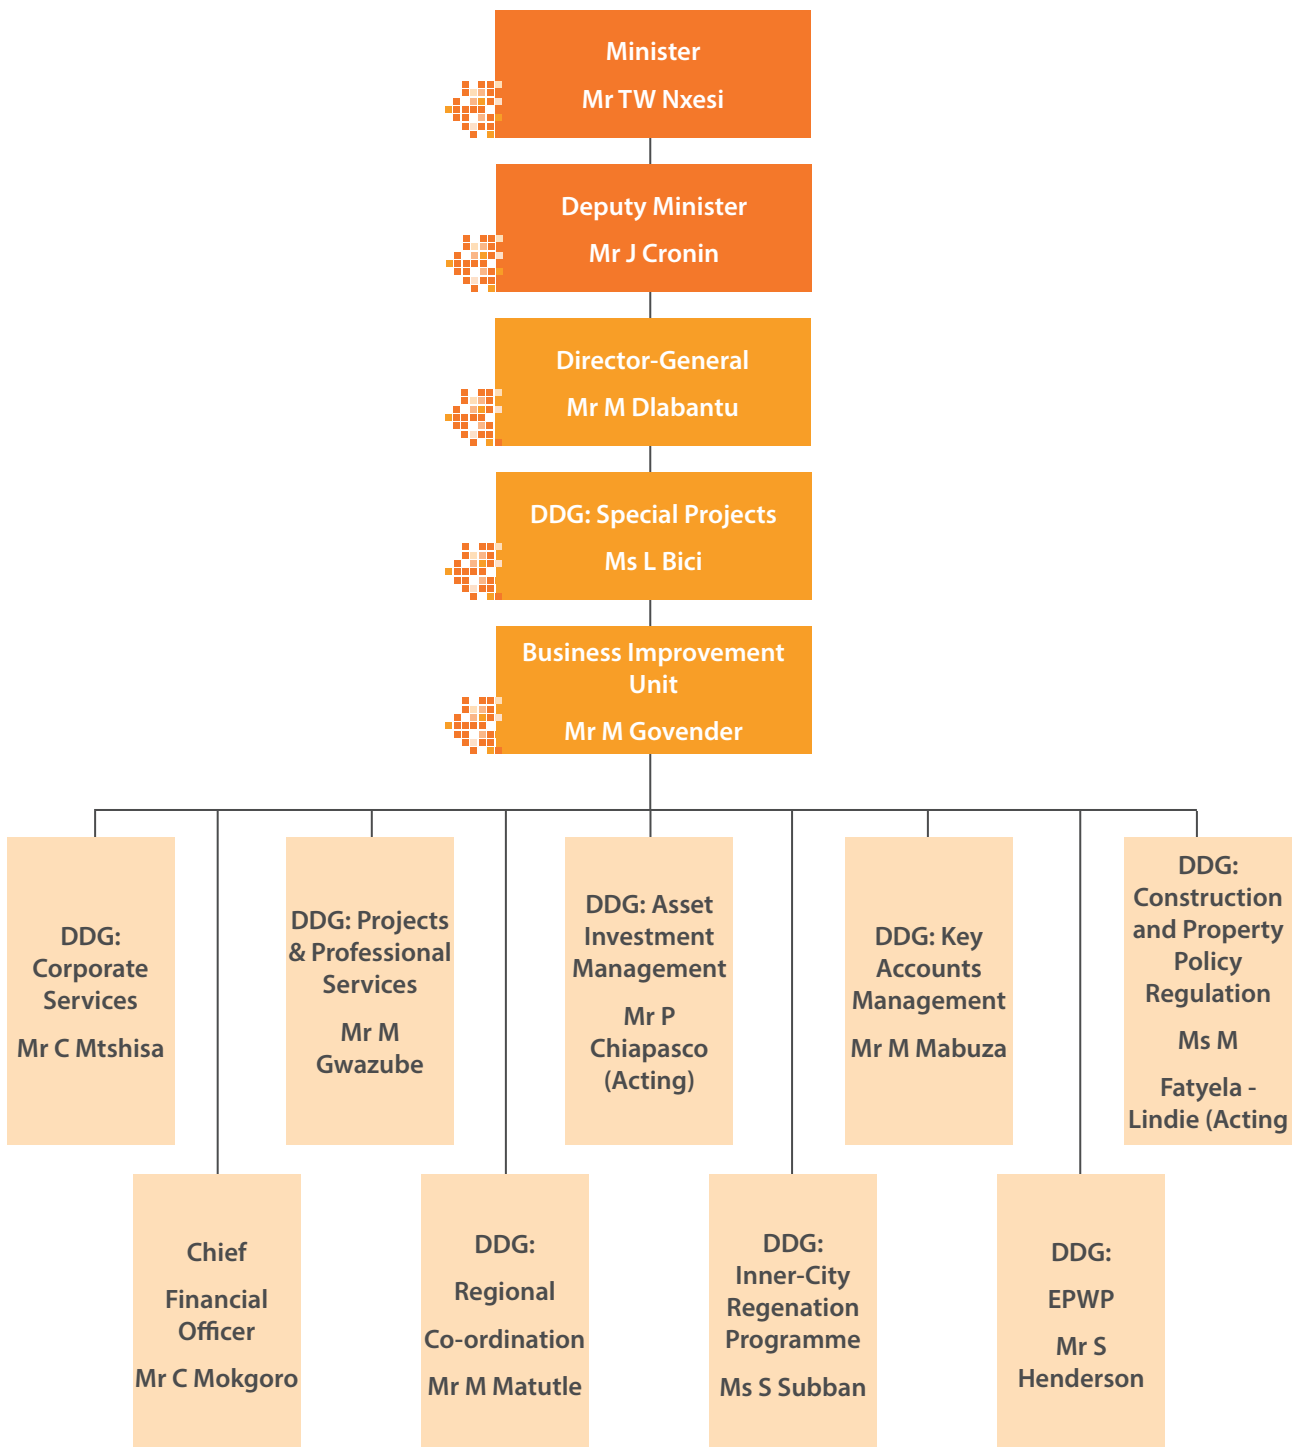 Minister
Mr TW Nxesi
Deputy Minister
Mr J Cronin
Director-General
Mr M Dlabantu
DDG: Special Projects
Ms L Bici
Business Improvement
Unit
Mr M Govender
DDG:
Corporate
Services
Mr C Mtshisa
DDG: Projects
& Professional
Services
Mr M
Gwazube
DDG: Asset
Investment
Management
Mr P
Chiapasco
(Acting)
DDG: Key
Accounts
Management
Mr M Mabuza
DDG:
Construction
and Property
Policy
Regulation
Ms M
Fatyela -
Lindie (Acting
Chief
Financial
Officer
Mr C Mokgoro
DDG:
Regional
Co-ordination
Mr M Matutle
DDG:
Inner-City
Regenation
Programme
Ms S Subban
DDG:
EPWP
Mr S
Henderson